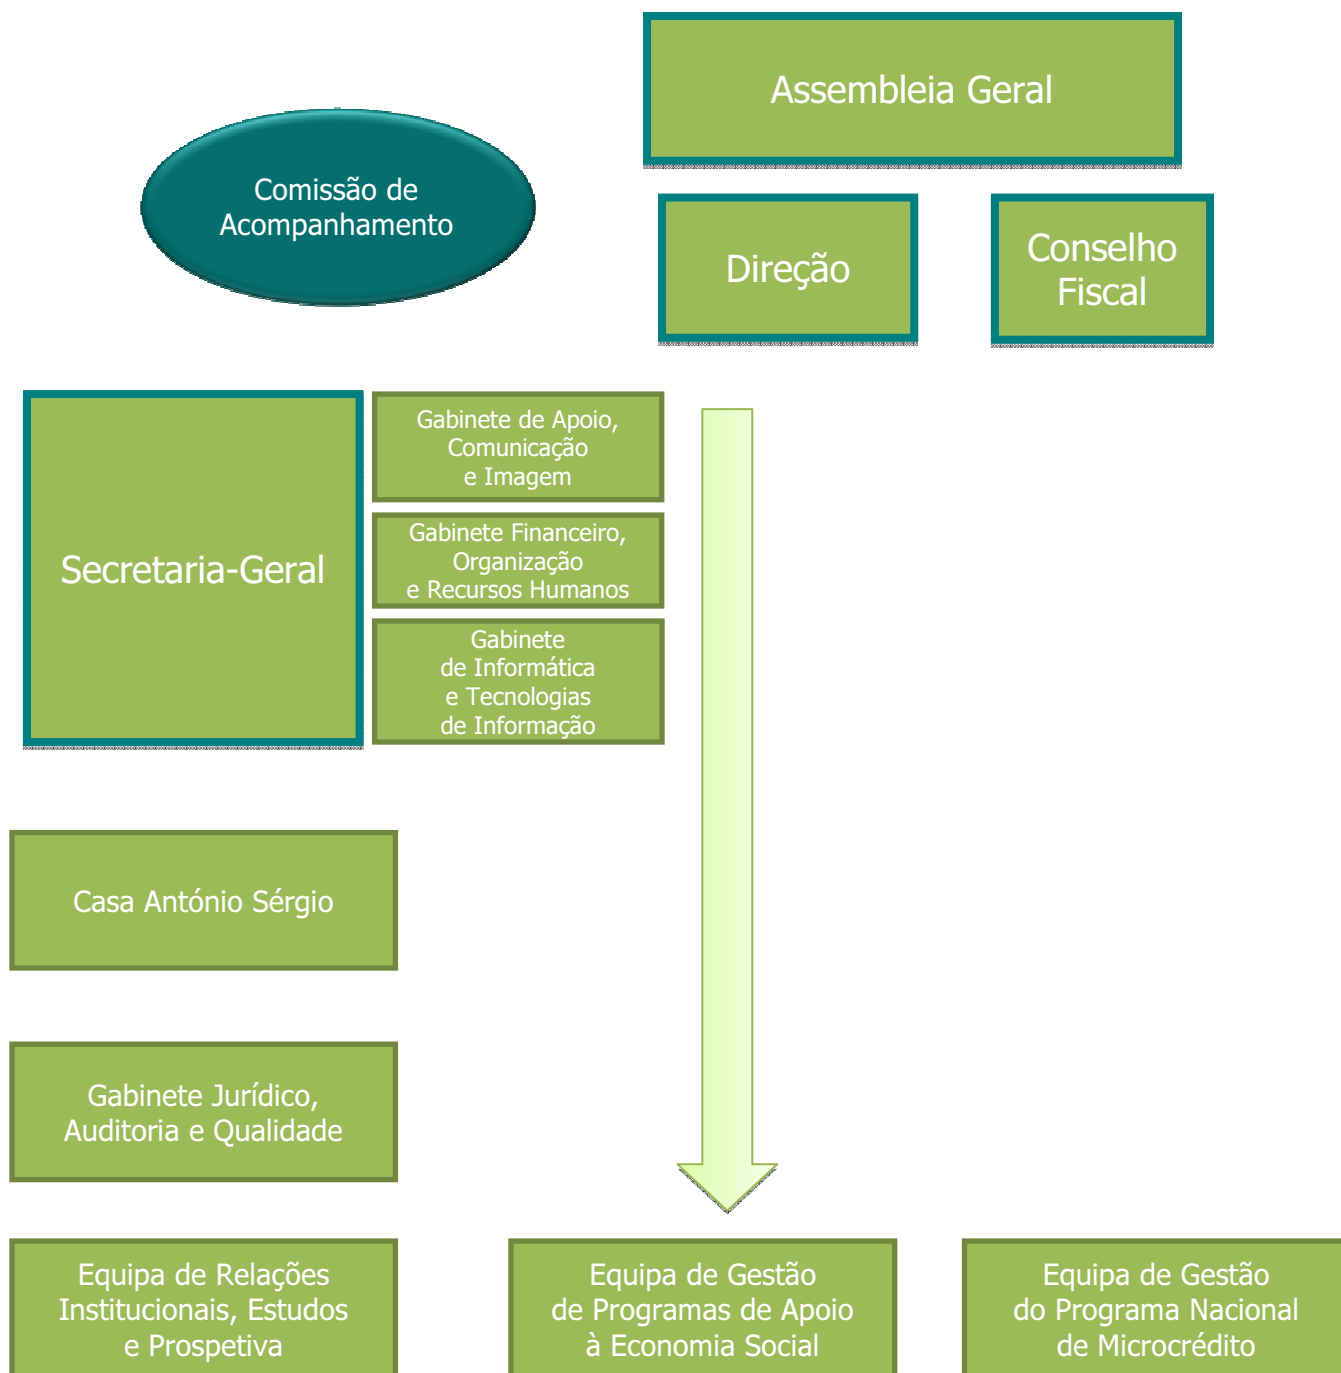 Assembleia Geral
Comissão de
Acompanhamento
Direção
Conselho
Fiscal
Secretaria-Geral
Gabinete de Apoio,
Comunicação
e Imagem
Gabinete Financeiro,
Organização
e Recursos Humanos
Gabinete
de Informática
e Tecnologias
de Informação
Casa António Sérgio
Gabinete Jurídico,
Auditoria e Qualidade
Equipa de Relações
Institucionais, Estudos
e Prospetiva
Equipa de Gestão
de Programas de Apoio
à Economia Social
Equipa de Gestão
do Programa Nacional
de Microcrédito